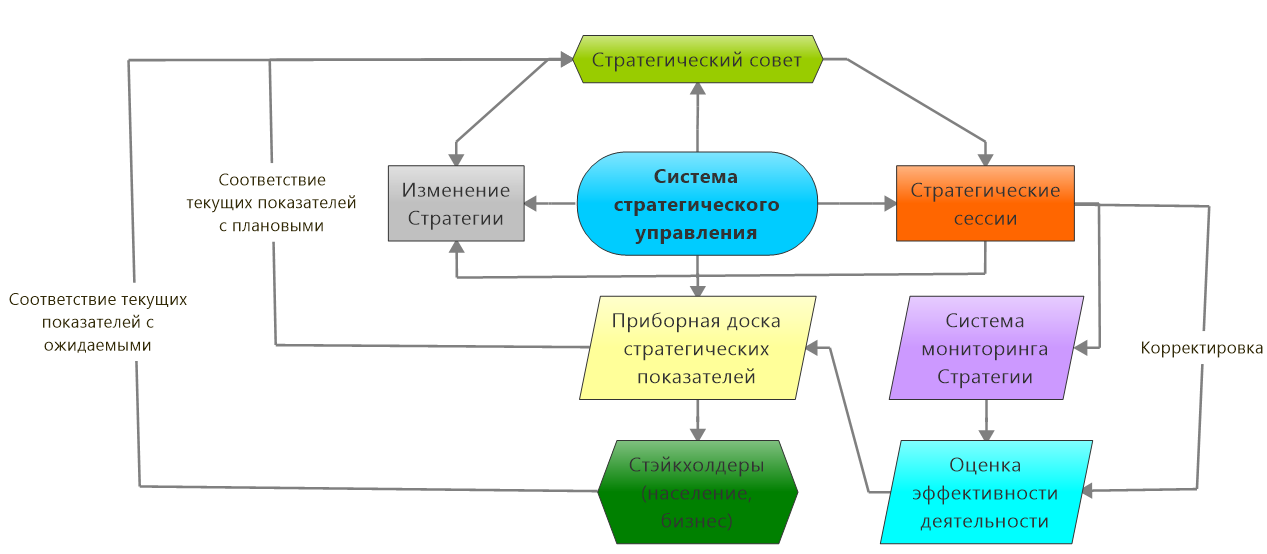 Стратегический совет
Соответствие
текущих показателей
с плановыми
Изменение
Стратегии
Система
стратегического
управления
Стратегические
сессии
Соответствие текущих
показателей с
ожидаемыми
Приборная доска
стратегических
показателей
Система
мониторинга
Стратегии
Корректировка
Стэйкхолдеры
(население,
бизнес)
Оценка
эффективности
деятельности